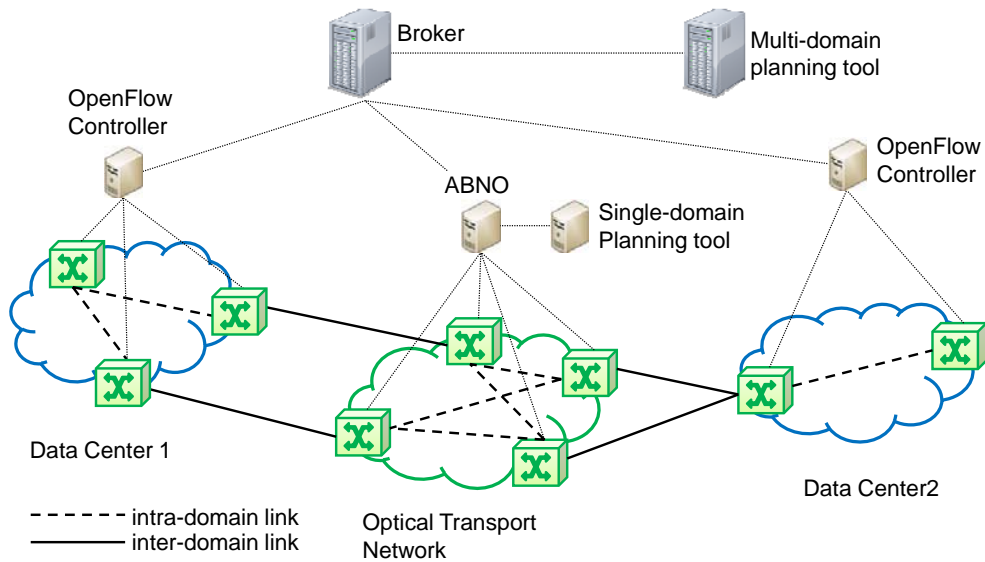 Broker
Multi-domain
planning tool
OpenFlow
Controller
OpenFlow
Controller
ABNO
Single-domain
Planning tool
Data Center 1
Data Center2
intra-domain link
inter-domain link
Optical Transport
Network